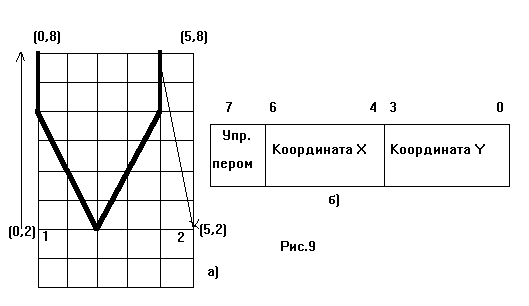 (0,8) (5,8)
7 6 4 3 0
Упр. пером Координата X Координата Y
б)
(0,2) 1 2 (5,2)
Рис.9
а)